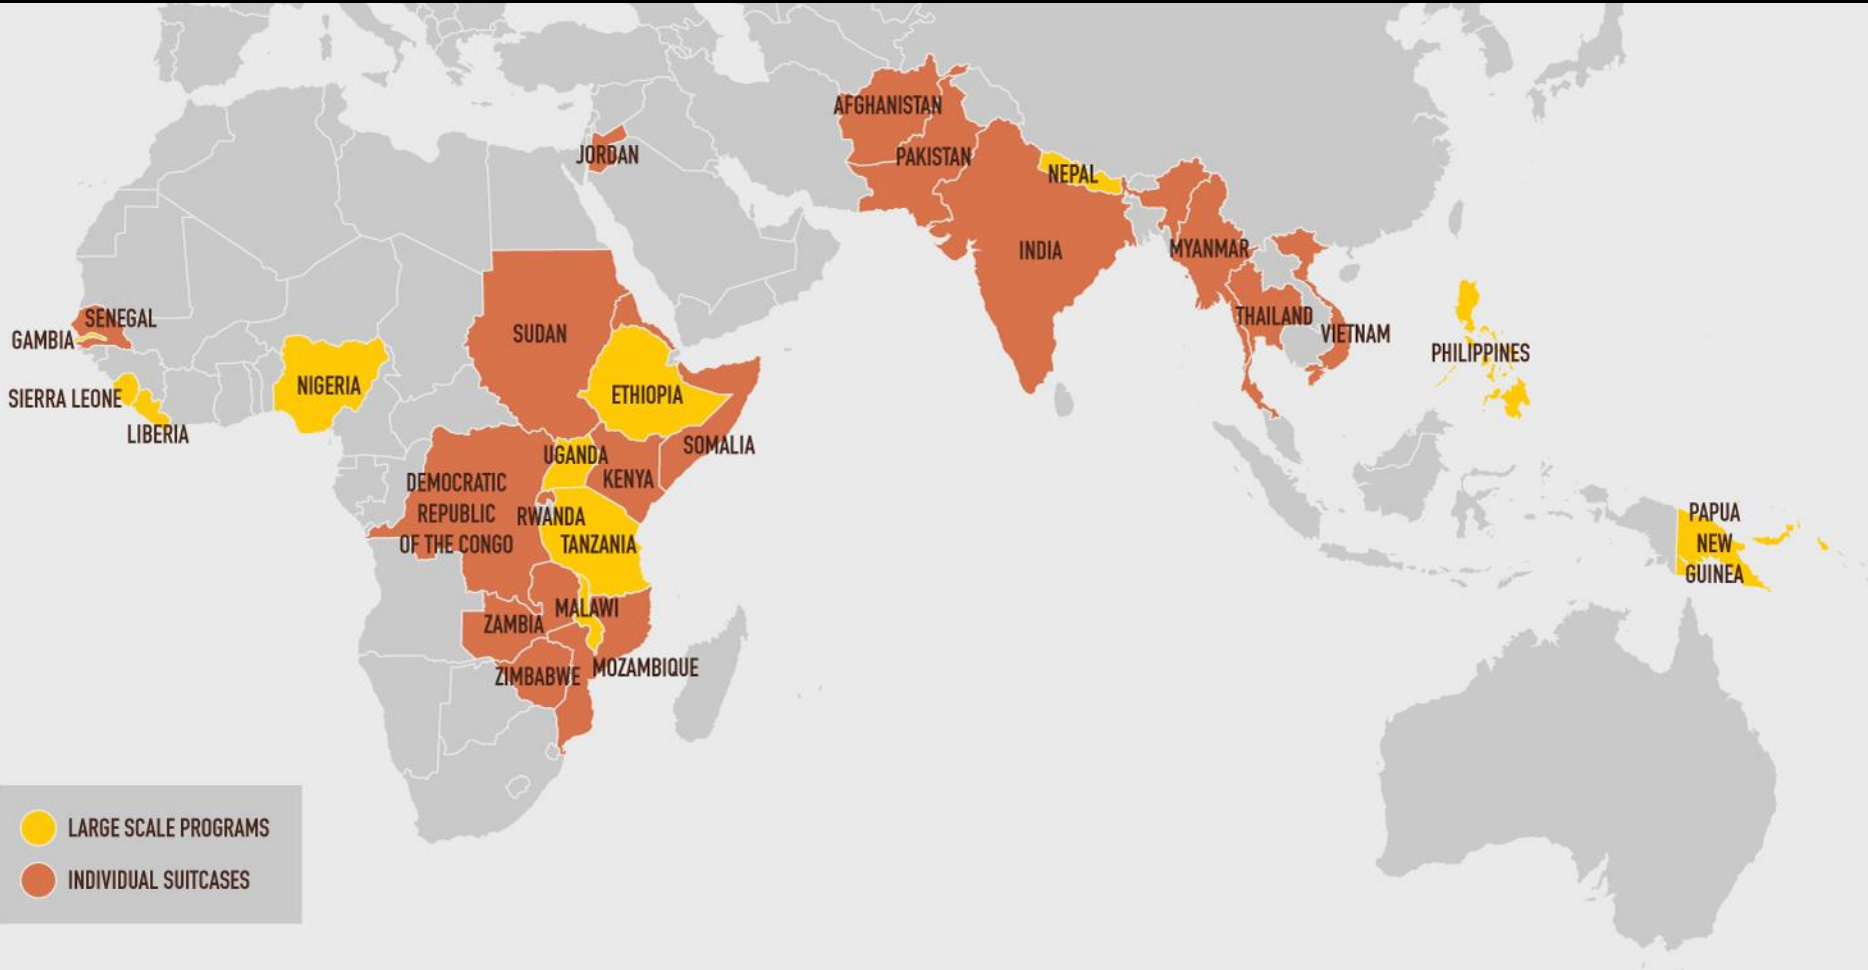 AFGHANISTAN
JORDAN
PAKISTAN
NEPAL
INDIA
MYANMAR
SENEGAL
GAMBIA
SUDAN
THAILAND
VIETNAM
PHILIPPINES
NIGERIA
ETHIOPIA
SIERRA LEONE
LIBERIA
SOMALIA
UGANDA
KENYA
DEMOCRATIC
REPUBLIC
OF THE CONGO
RWANDA
TANZANIA
PAPUA
NEW
GUINEA
MALAWI
ZAMBIA
MOZAMBIQUE
ZIMBABWE
LARGE SCALE PROGRAMS
INDIVIDUAL SUITCASES